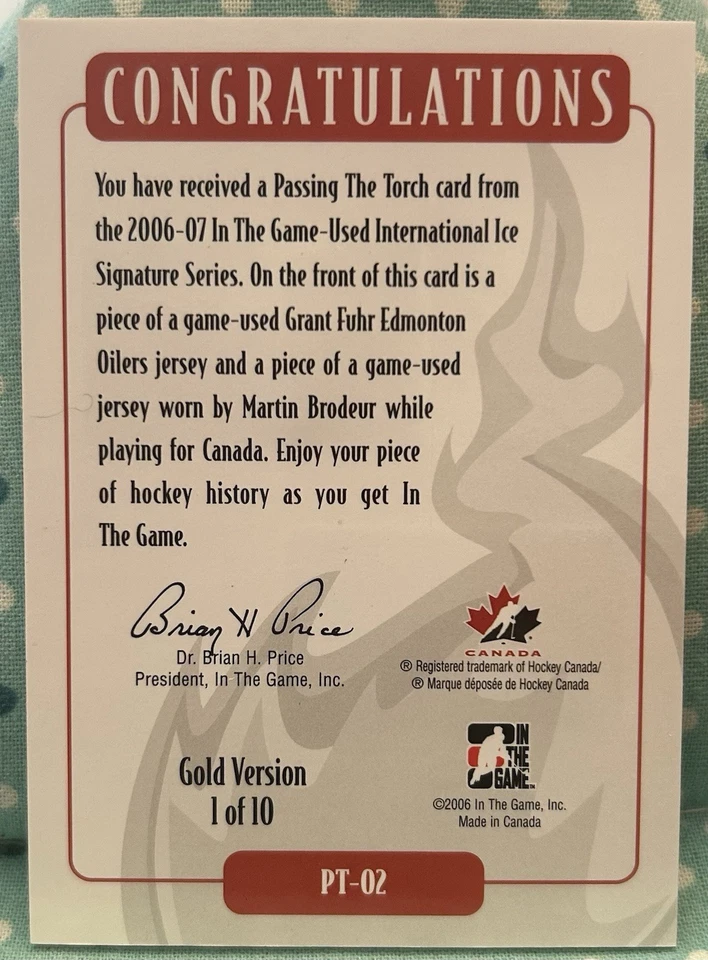 CONGRATULATIONS
You have received a Passing The Torch card from
the 2006-07 In The Game-Used International Ice
Signature Series. On the front of this card is a
piece of a game-used Grant Fuhr Edmonton
Oilers jersey and a piece of a game-used
jersey worn by Martin Brodeur while
playing for Canada. Enjoy your piece
of hockey history as you get In
The Game.
Brian H Price
Dr. Brian H. Price
President, In The Game, Inc.
CANADA
® Registered trademark of Hockey Canada/
® Marque déposée de Hockey Canada
Gold Version
1 of 10
IN
THE
GAME
©2006 In The Game, Inc.
Made in Canada
PT-02